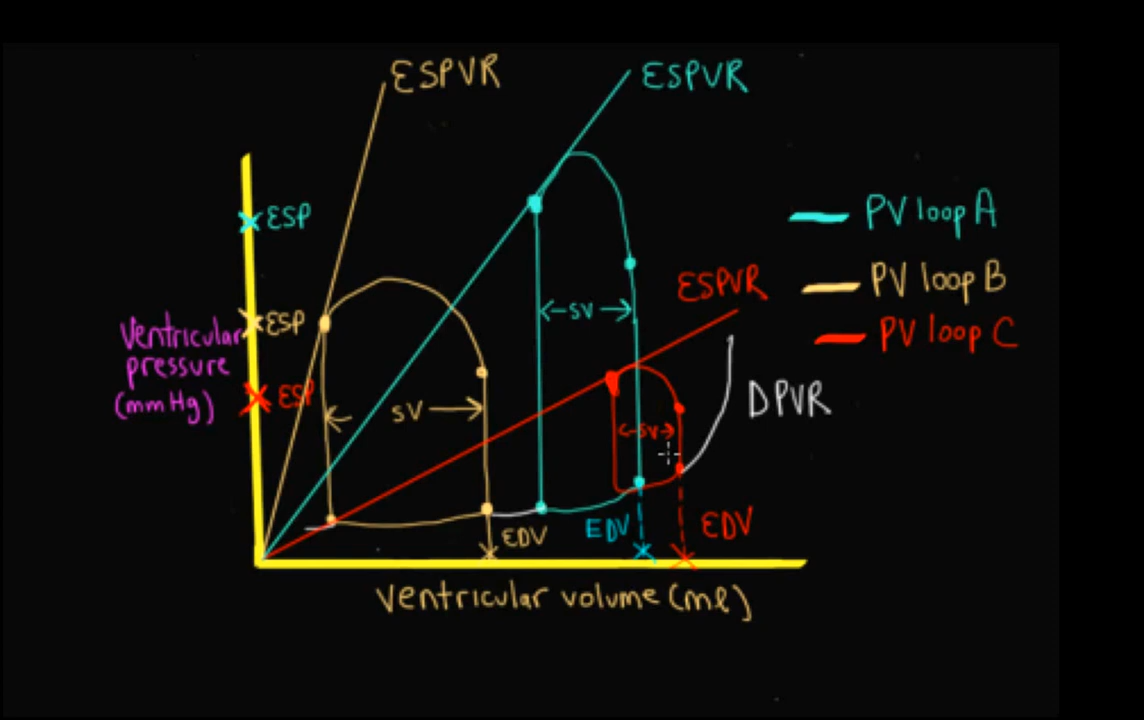 ESPVR
ESPVR
ESP
PV loop A
ESPVR
PV loop B
SV
ESP
Ventricular
pressure
(mmHg)
PV loop C
ESP
DPVR
SV
SV
EDV
EDV
EDV
Ventricular volume (ml)